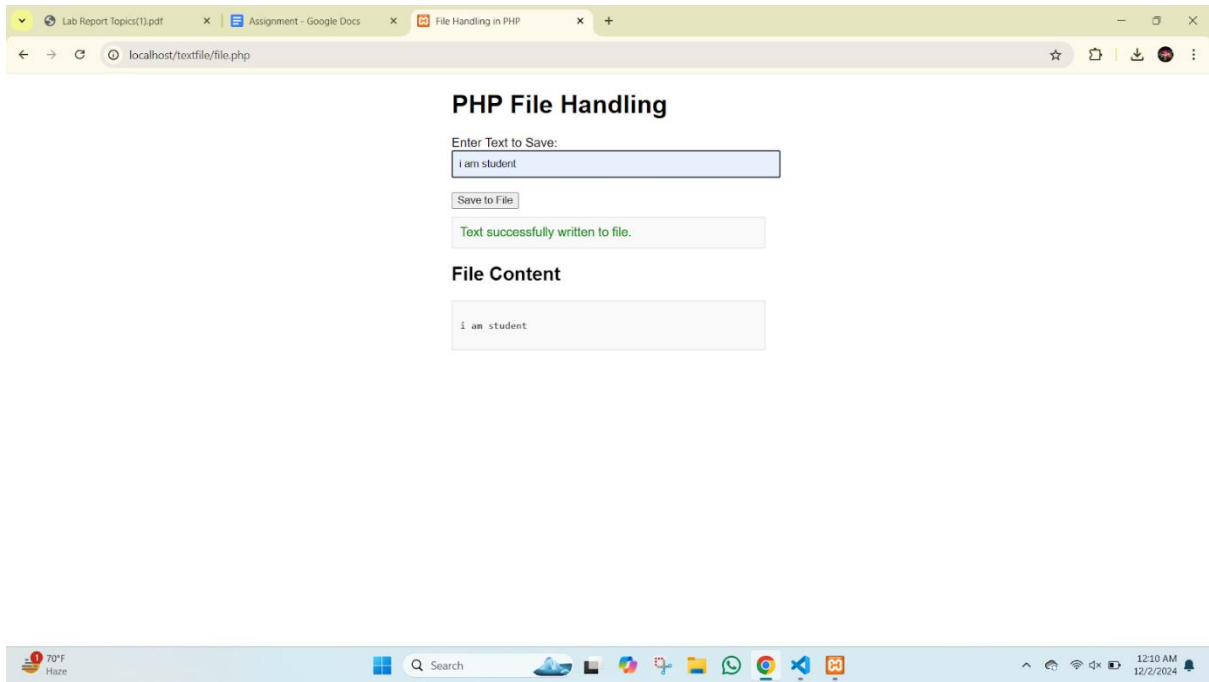 Lab Report Topics(1).pdf
Assignment - Google Docs
File Handling in PHP
localhost/textfile/file.php
PHP File Handling
Enter Text to Save:
i am student
Save to File
Text successfully written to file.
File Content
i am student
1
70°F
Haze
Search
12:10 AM
12/2/2024